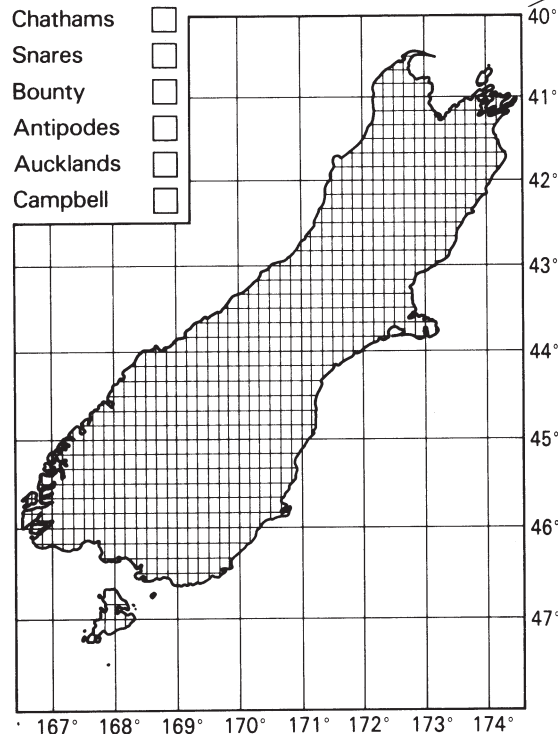 Chathams
Snares
Bounty
Antipodes
Aucklands
Campbell
40°
41°
42°
43°
44°
45°
46°
47°
167° 168° 169° 170° 171° 172° 173° 174°